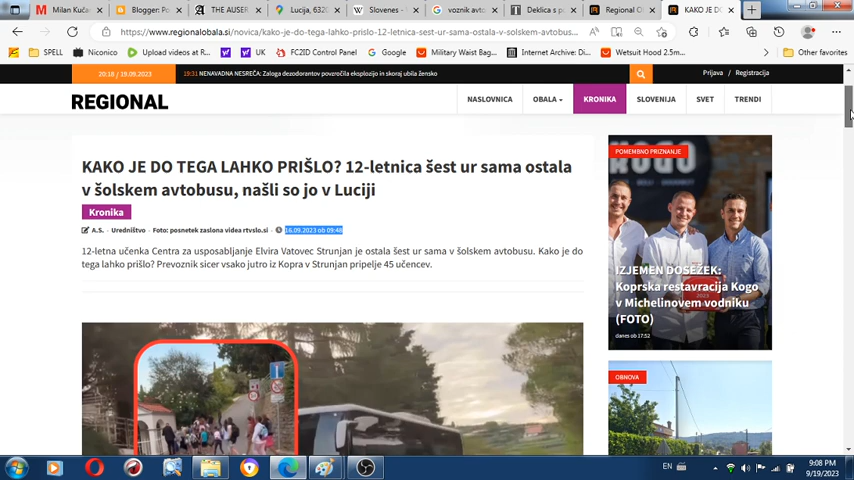 Milan Kuča
Blogger: Po
THE AUSER
Lucija, 6320
Slovenes -
voznik avto
Deklica s p
Regional O
KAKO JE DO
https://www.regionalobala.si/novica/kako-je-do-tega-lahko-prislo-12-letnica-sest-ur-sama-ostala-v-solskem-avtobus...
SPELL
Niconico
Upload videos at R...
UK
FCZID Control Panel
Google
Military Waist Bag...
Internet Archive: Di...
Wetsuit Hozod 2.5m...
Other favorites
20:18 / 19.09.2023
19:31 NENAVADNA NESREČA: Zaloga dezodorantov povzročila eksplozijo in skoraj ubila žensko
Prijava / Registracija
REGIONAL
NASLOVNICA
OBALA
KRONIKA
SLOVENIJA
SVET
TRENDI
KAKO JE DO TEGA LAHKO PRIŠLO? 12-letnica šest ur sama ostala
v šolskem avtobusu, našli so jo v Luciji
Kronika
A.S. - Uredništvo - Foto: posnetek zaslona videa rtvslo.si - 16.09.2023 ob 09:48
12-letna učenka Centra za usposabljanje Elvira Vatovec Strunjan je ostala šest ur sama v šolskem avtobusu. Kako je do
tega lahko prišlo? Prevoznik sicer vsako jutro iz Kopra v Strunjan pripelje 45 učencev.
POMEMBNO PRIZNANJE
KOGO
IZJEMEN DOSEŽEK:
Koprska restavracija Kogo
v Michelinovem vodniku
(FOTO)
danes ob 17:52
OBNOVA
EN
9:08 PM
9/19/2023